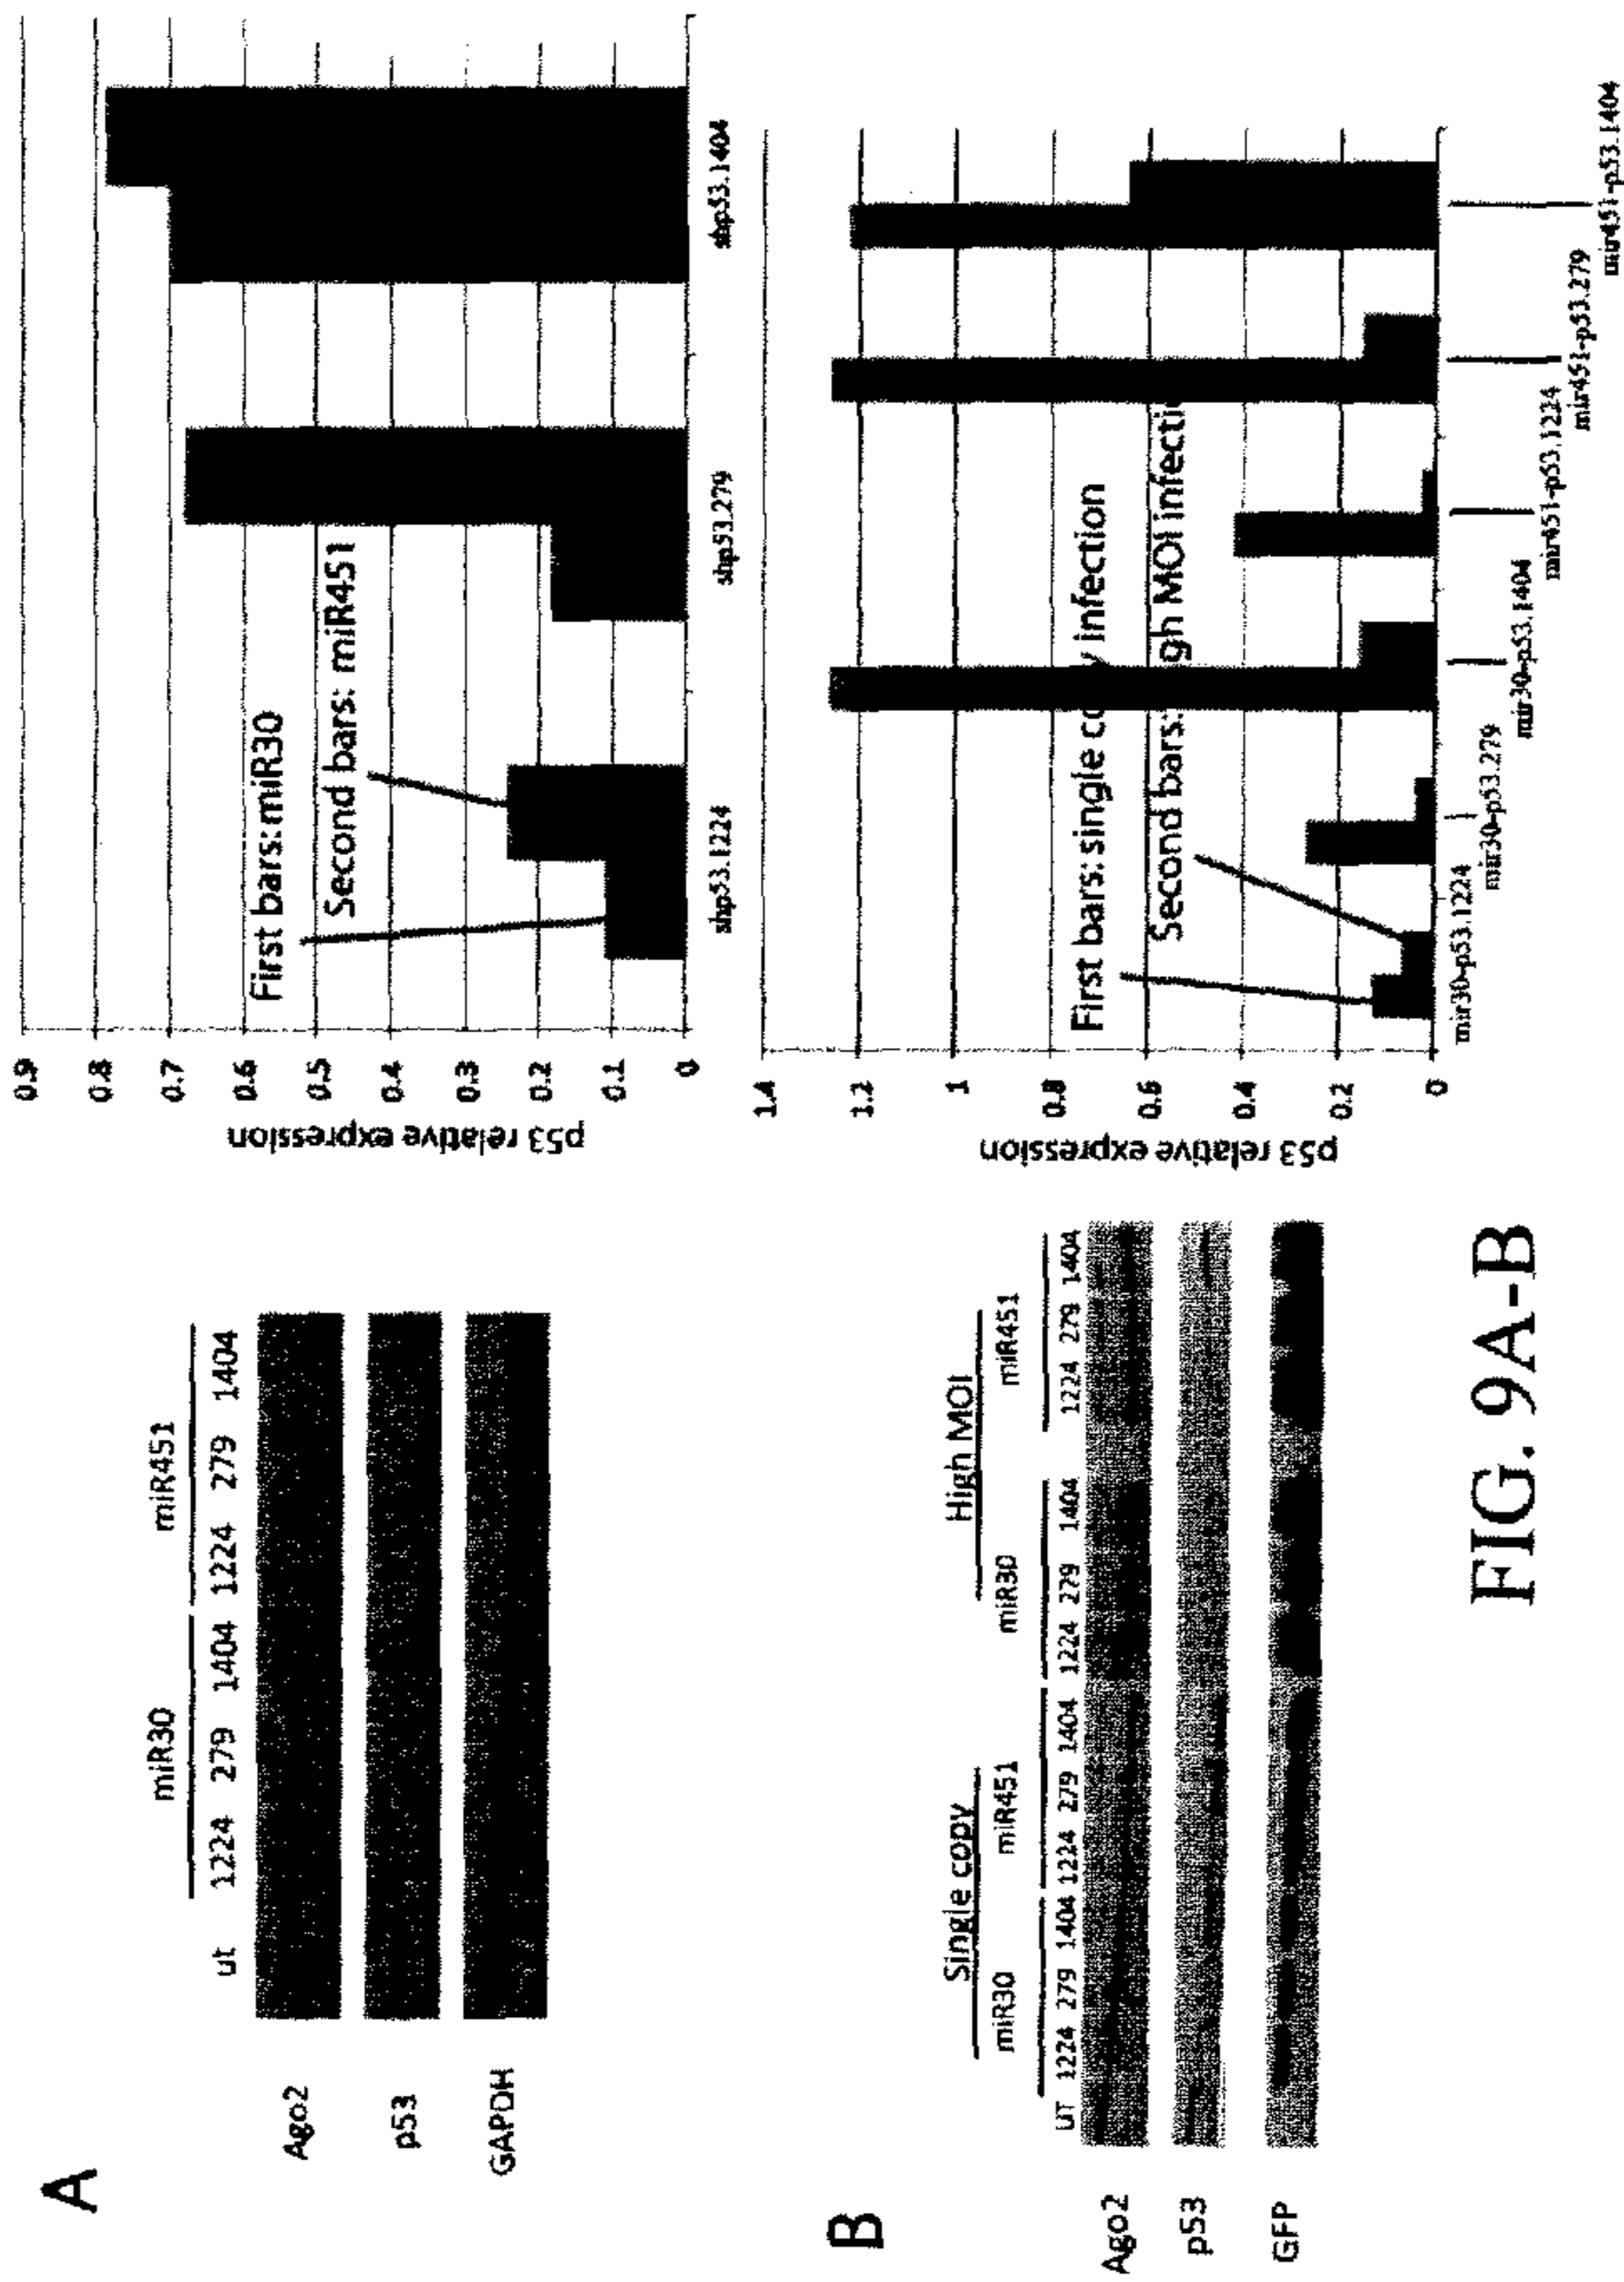 A
miR30 miR451
ut 1224 279 1404 1224 279 1404
Ago2
p53
GAPDH
p53 relative expression
0.9
0.8
0.7
0.6
0.5
0.4
0.3
0.2
0.1
0
First bars: miR30
Second bars: miR451
shp53.1224 shp53.279 shp53.1404
B
Single copy High MOI
miR30 miR451 miR30 miR451
UT 1224 279 1404 1224 279 1404 1224 279 1404 1224 279 1404
Ago2
p53
GFP
p53 relative expression
1.4
1.2
1
0.8
0.6
0.4
0.2
0
First bars: single copy infection
Second bars: high MOI infection
mir30-p53.1224
mir30-p53.279
mir30-p53.1404
mir451-p53.1224
mir451-p53.279
mir451-p53.1404
FIG. 9A-B